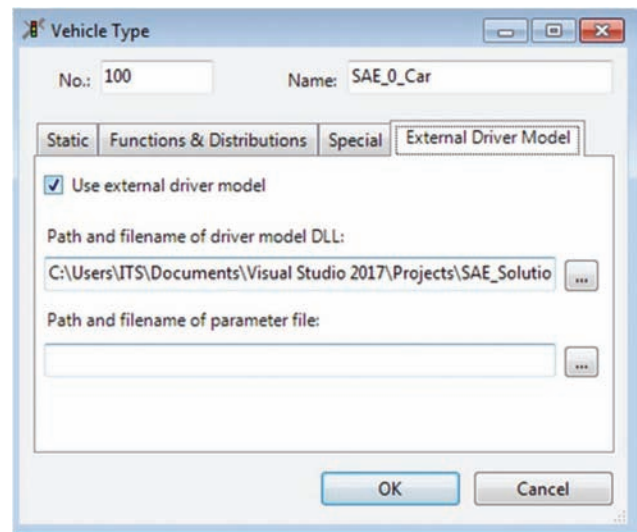 Vehicle Type
No.: 100 Name: SAE_0_Car
Static Functions & Distributions Special External Driver Model
Use external driver model
Path and filename of driver model DLL:
C:\Users\ITS\Documents\Visual Studio 2017\Projects\SAE_Solutio ...
Path and filename of parameter file:
...
OK Cancel